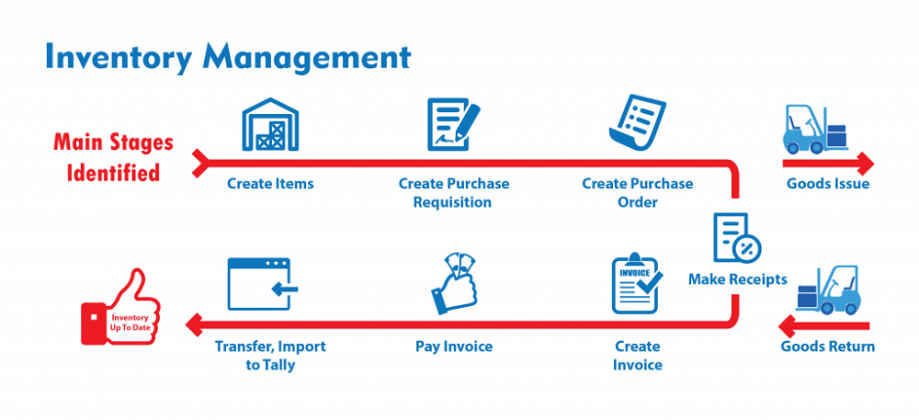 Inventory Management
Main Stages
Identified
Create Items
Create Purchase
Requisition
Create Purchase
Order
Goods Issue
Make Receipts
INVOICE
Inventory
Up To Date
Transfer, Import
to Tally
Pay Invoice
Create
Invoice
Goods Return